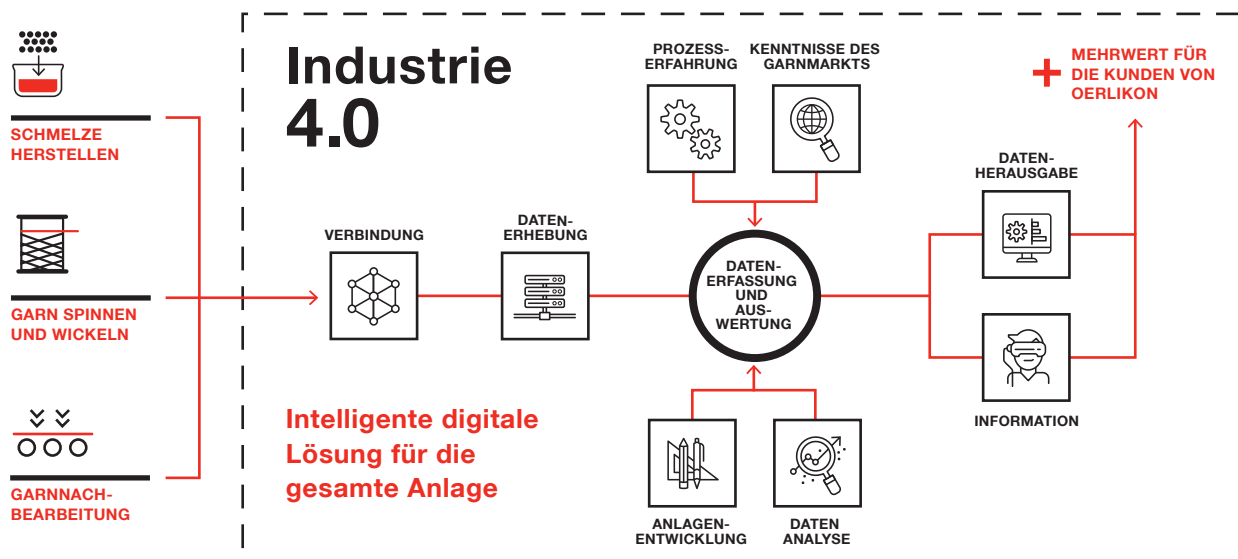 SCHMELZE
HERSTELLEN
GARN SPINNEN
UND WICKELN
GARNNACH-
BEARBEITUNG
Industrie
4.0
Intelligente digitale
Lösung für die
gesamte Anlage
VERBINDUNG
DATEN-
ERHEBUNG
PROZESS-
ERFAHRUNG
KENNTNISSE DES
GARNMARKTS
DATEN-
ERFASSUNG
UND
AUS-
WERTUNG
ANLAGEN-
ENTWICKLUNG
DATEN
ANALYSE
DATEN-
HERAUSGABE
INFORMATION
+ MEHRWERT FÜR
DIE KUNDEN VON
OERLIKON